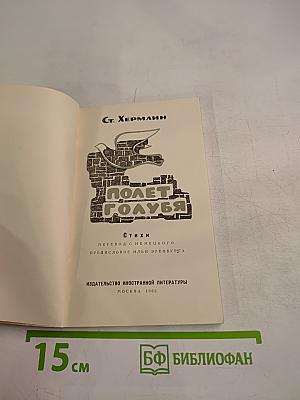 Ст. Хермлин
ПОЛЕТ
ГОЛУБЯ
Стихи
ПЕРЕВОД С НЕМЕЦКОГО
ПРЕДИСЛОВИЕ ИЛЬИ ЭРЕНБУРГА
ИЗДАТЕЛЬСТВО ИНОСТРАННОЙ ЛИТЕРАТУРЫ
МОСКВА
15 см
БФ БИБЛИОФАН